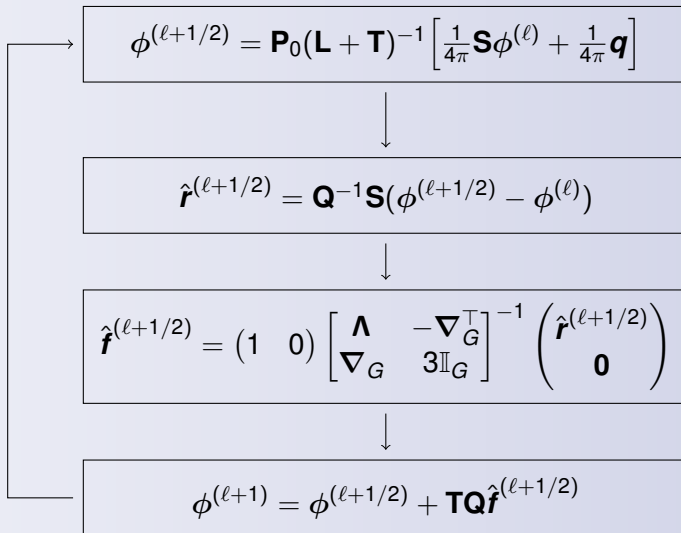 ϕ^(ℓ+1/2) = P₀(L + T)⁻¹ [1/4π Sϕ^(ℓ) + 1/4π q]
r̂^(ℓ+1/2) = Q⁻¹S(ϕ^(ℓ+1/2) − ϕ^(ℓ))
f̂^(ℓ+1/2) = (1 0) [Λ −∇_G^⊤ ; ∇_G 3𝕀_G]⁻¹ (r̂^(ℓ+1/2) ; 0)
ϕ^(ℓ+1) = ϕ^(ℓ+1/2) + TQf̂^(ℓ+1/2)